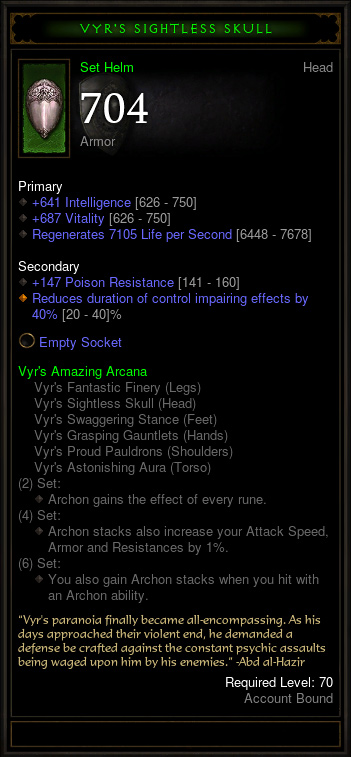 VYR'S SIGHTLESS SKULL
Set Helm
Head
704
Armor
Primary
+641 Intelligence [626 - 750]
+687 Vitality [626 - 750]
Regenerates 7105 Life per Second [6448 - 7678]
Secondary
+147 Poison Resistance [141 - 160]
Reduces duration of control impairing effects by
40% [20 - 40]%
Empty Socket
Vyr's Amazing Arcana
Vyr's Fantastic Finery (Legs)
Vyr's Sightless Skull (Head)
Vyr's Swaggering Stance (Feet)
Vyr's Grasping Gauntlets (Hands)
Vyr's Proud Pauldrons (Shoulders)
Vyr's Astonishing Aura (Torso)
(2) Set:
Archon gains the effect of every rune.
(4) Set:
Archon stacks also increase your Attack Speed,
Armor and Resistances by 1%.
(6) Set:
You also gain Archon stacks when you hit with
an Archon ability.
"Vyr's paranoia finally became all-encompassing. As his
days approached their violent end, he demanded a
defense be crafted against the constant psychic assaults
being waged upon him by his enemies." -Abd al-Hazir
Required Level: 70
Account Bound